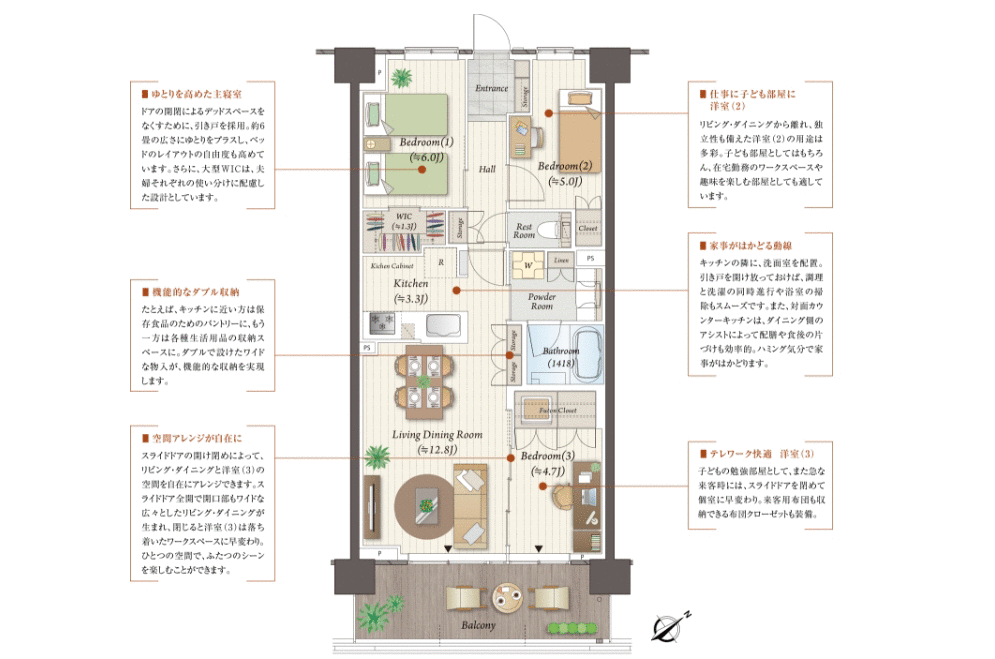 ■ ゆとりを高めた主寝室
ドアの開閉によるデッドスペースを
なくすために、引き戸を採用。約6
畳の広さにゆとりをプラスし、ベッ
ドのレイアウトの自由度も高めて
います。さらに、大型WICは、夫
婦それぞれの使い分けに配慮し
た設計としています。
■ 機能的なダブル収納
たとえば、キッチンに近い方は保
存食品のためのパントリーに、もう
一方は各種生活用品の収納ス
ペースに。ダブルで設けたワイド
な物入が、機能的な収納を実現
します。
■ 空間アレンジが自在に
スライドドアの開け閉めによって、
リビング・ダイニングと洋室(3)の
空間を自在にアレンジできます。ス
ライドドア全開で開口部もワイドな
広々としたリビング・ダイニングが
生まれ、閉じると洋室(3)は落ち
着いたワークスペースに早変わり。
ひとつの空間で、ふたつのシーン
を楽しむことができます。
P
Entrance
Storage
Bedroom(1)
(≒6.0J)
Bedroom(2)
(≒5.0J)
Hall
WIC
(≒1.3J)
Storage
Rest
Room
Closet
Kichen Cabinet
R
W
Linen
PS
Kitchen
(≒3.3J)
Powder
Room
PS
Storage
Storage
Bathroom
(1418)
Futon Closet
Living Dining Room
(≒12.8J)
Bedroom(3)
(≒4.7J)
P
P
Balcony
N
■ 仕事に子ども部屋に
洋室(2)
リビング・ダイニングから離れ、独
立性も備えた洋室(2)の用途は
多彩。子ども部屋としてはもちろ
ん、在宅勤務のワークスペースや
趣味を楽しむ部屋としても適して
います。
■ 家事がはかどる動線
キッチンの隣に、洗面室を配置。
引き戸を開け放っておけば、調理
と洗濯の同時進行や浴室の掃
除もスムーズです。また、対面カウ
ンターキッチンは、ダイニング側の
アシストによって配膳や食後の片
づけも効率的。ハミング気分で家
事がはかどります。
■ テレワーク快適 洋室(3)
子どもの勉強部屋として、また急な
来客時には、スライドドアを閉めて
個室に早変わり。来客用布団も収
納できる布団クローゼットも装備。